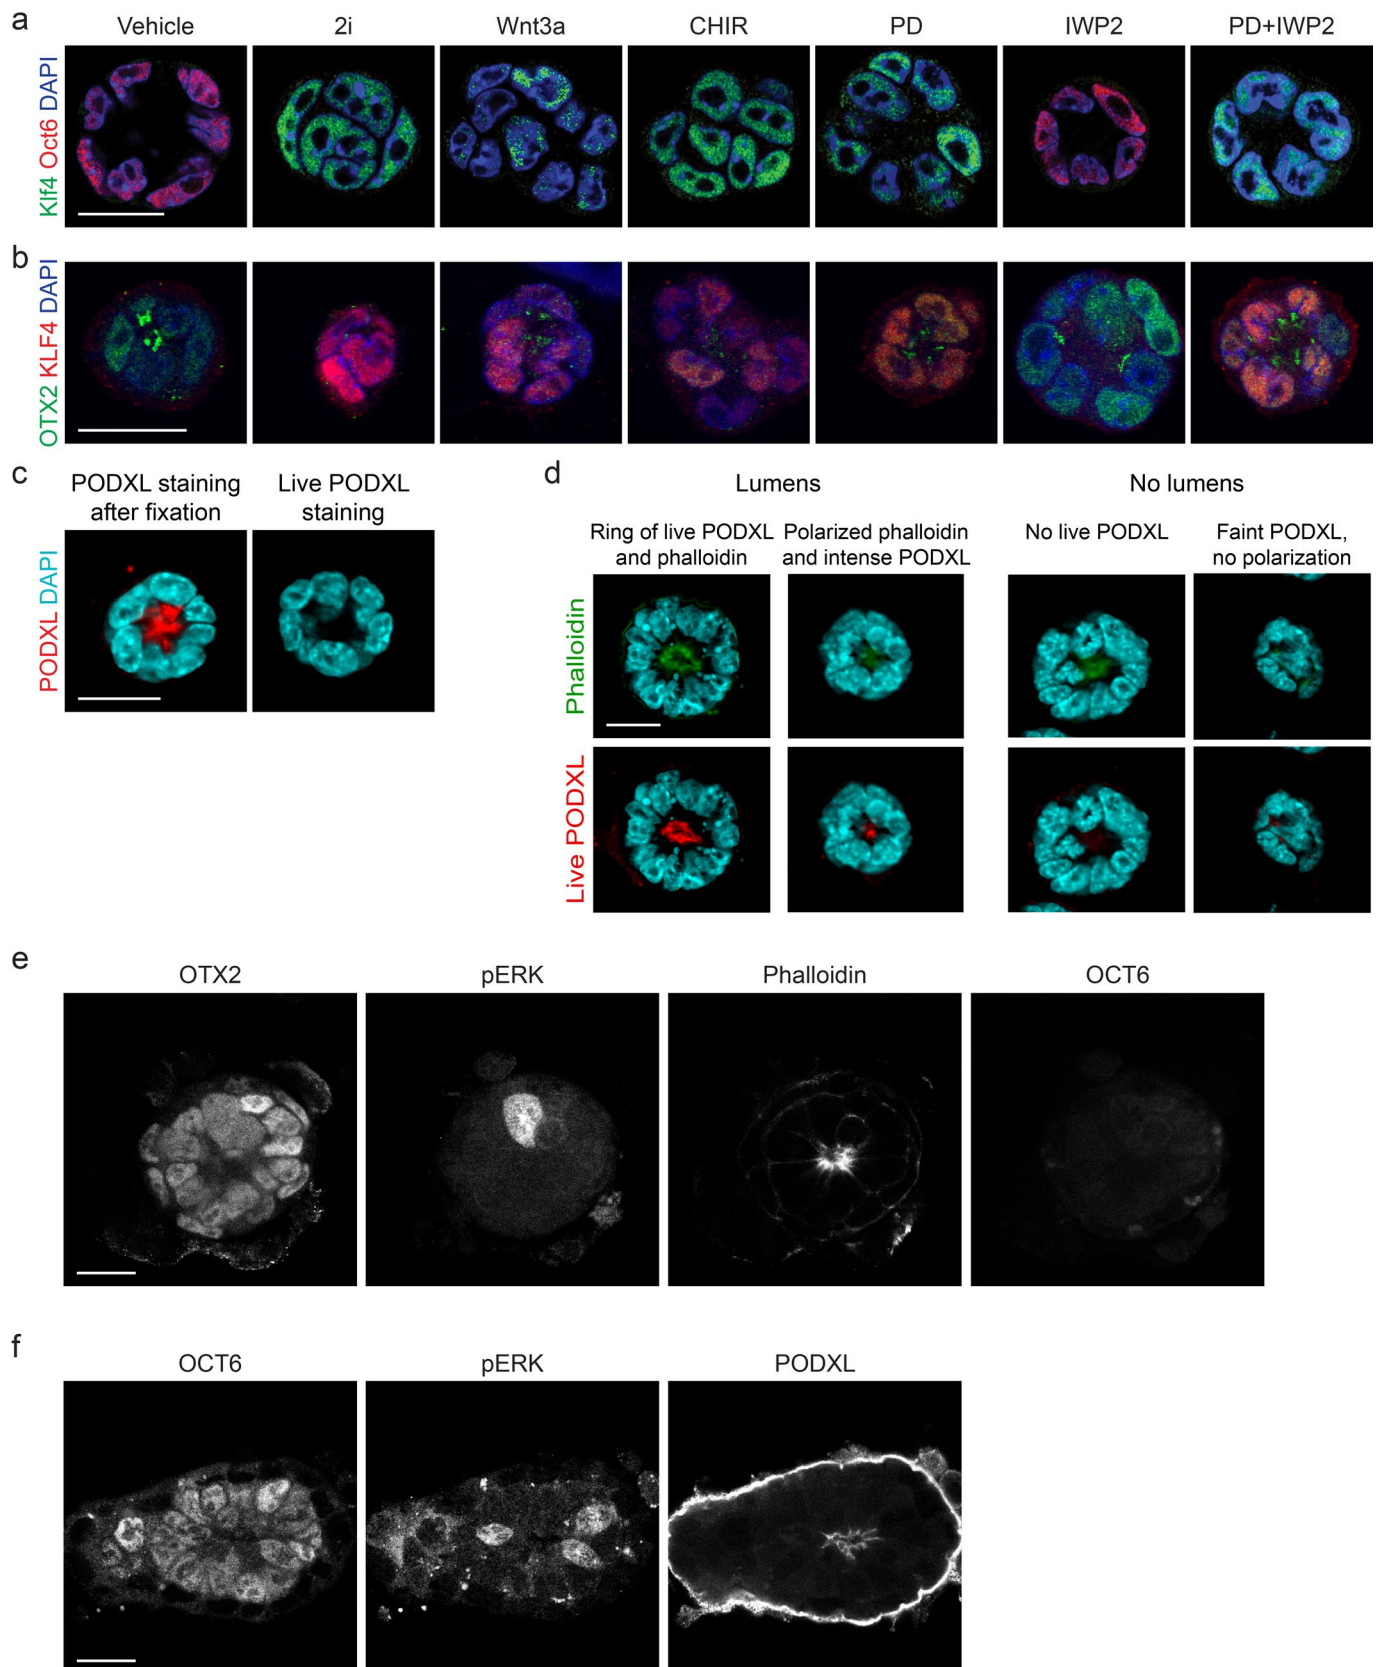 a
Vehicle 2i Wnt3a CHIR PD IWP2 PD+IWP2
Klf4 Oct6 DAPI
b
OTX2 KLF4 DAPI
c
PODXL staining after fixation
Live PODXL staining
PODXL DAPI
d
Lumens No lumens
Ring of live PODXL and phalloidin
Polarized phalloidin and intense PODXL
No live PODXL
Faint PODXL, no polarization
Phalloidin
Live PODXL
e
OTX2 pERK Phalloidin OCT6
f
OCT6 pERK PODXL